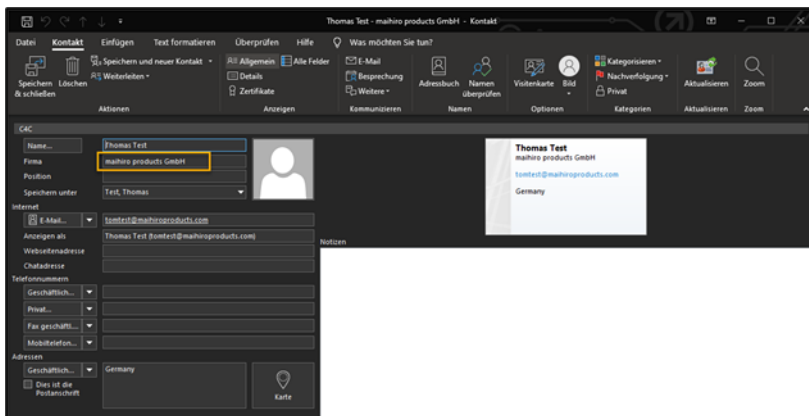 Thomas Test - maihiro products GmbH - Kontakt
Datei Kontakt Einfügen Text formatieren Überprüfen Hilfe Was möchten Sie tun?
Speichern & schließen
Löschen
Speichern und neuer Kontakt
Weiterleiten
Aktionen
Allgemein
Details
Zertifikate
Alle Felder
Anzeigen
E-Mail
Besprechung
Weitere
Kommunizieren
Adressbuch
Namen überprüfen
Namen
Visitenkarte
Bild
Optionen
Kategorisieren
Nachverfolgung
Privat
Kategorien
Aktualisieren
Aktualisieren
Zoom
Zoom
C4C
Name... Thomas Test
Firma maihiro products GmbH
Position
Speichern unter Test, Thomas
Internet
E-Mail... tomtest@maihiroproducts.com
Anzeigen als Thomas Test (tomtest@maihiroproducts.com)
Webseitenadresse
Chatadresse
Telefonnummern
Geschäftlich...
Privat...
Fax geschäftl...
Mobiltelefon...
Adressen
Geschäftlich... Germany
Dies ist die
Postanschrift
Karte
Thomas Test
maihiro products GmbH
tomtest@maihiroproducts.com
Germany
Notizen